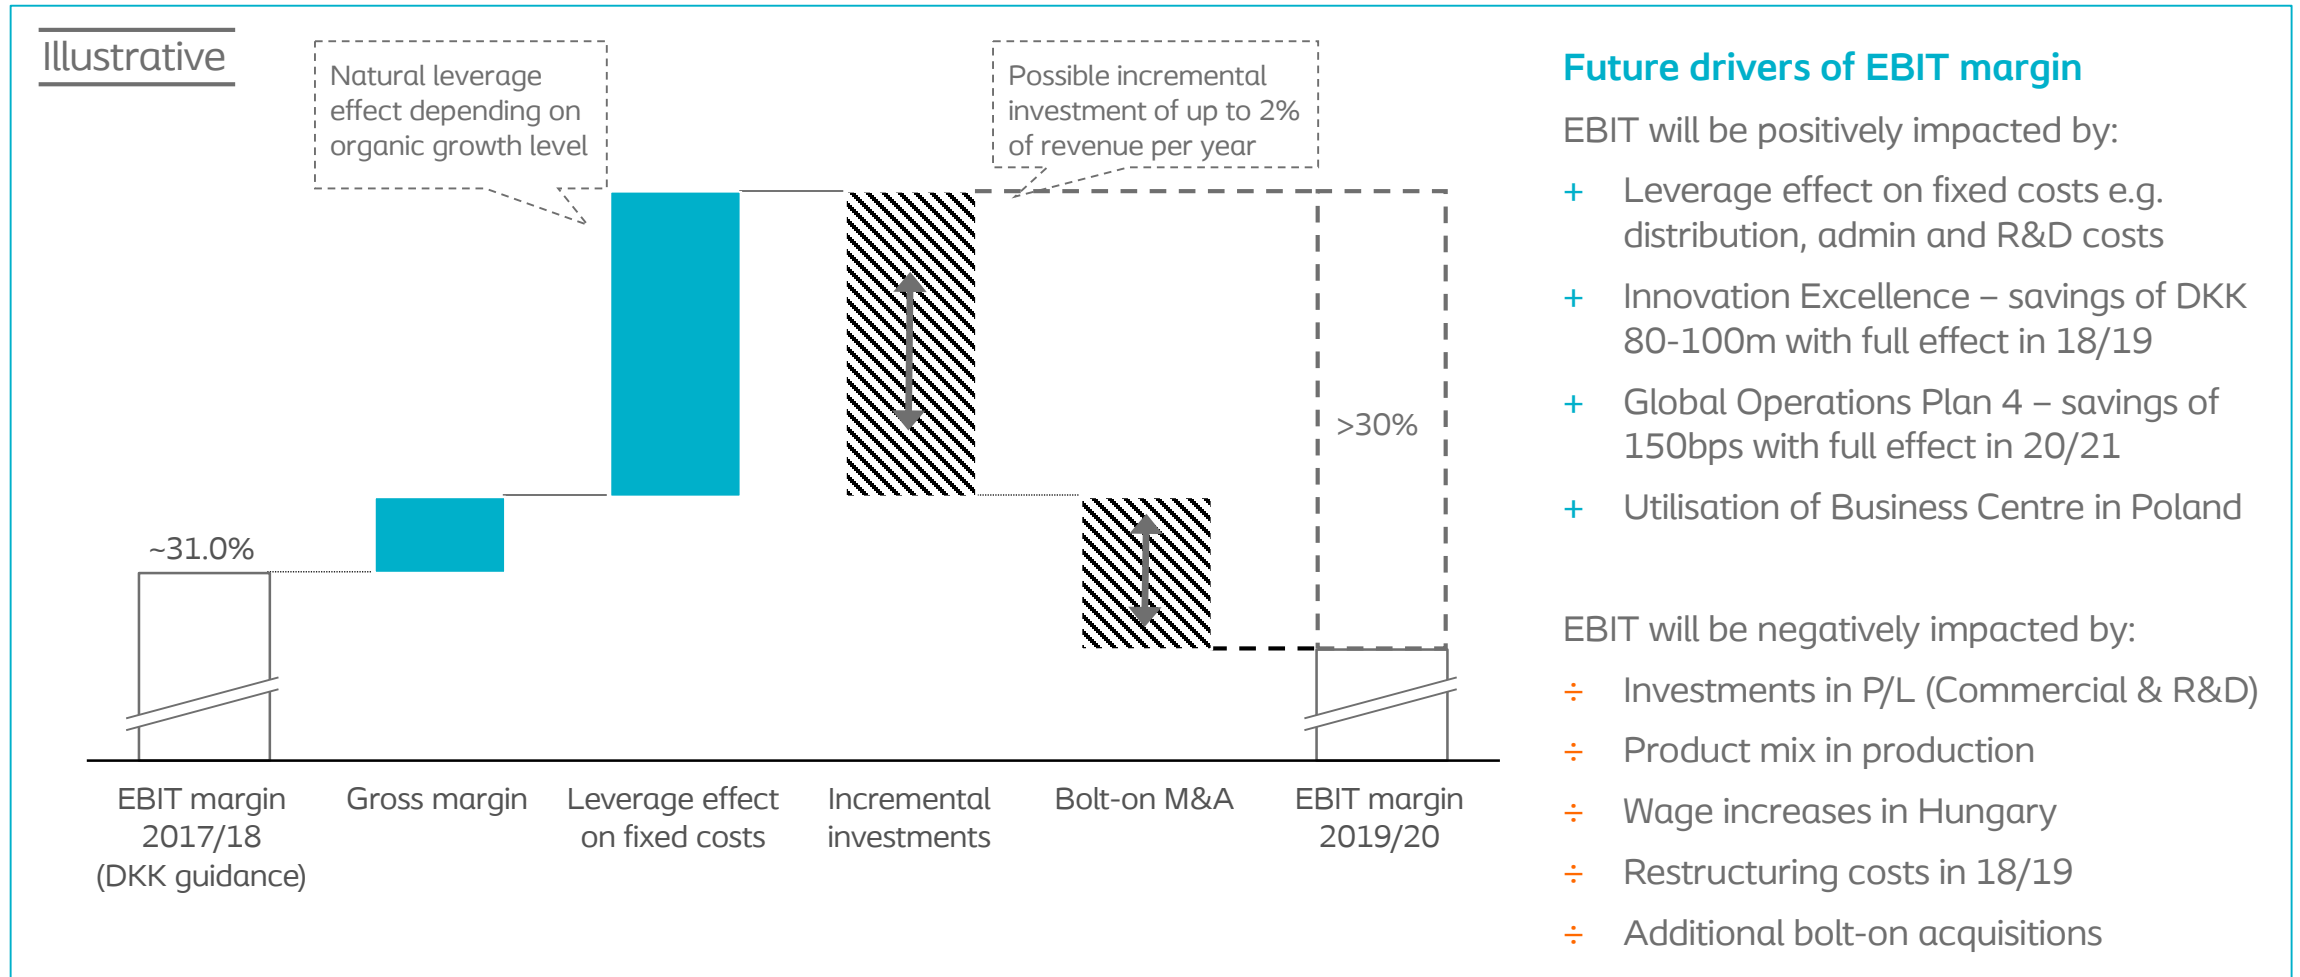 Illustrative
Natural leverage
effect depending on
organic growth level
Possible incremental
investment of up to 2%
of revenue per year
~31.0%
>30%
EBIT margin
2017/18
(DKK guidance)
Gross margin
Leverage effect
on fixed costs
Incremental
investments
Bolt-on M&A
EBIT margin
2019/20
Future drivers of EBIT margin
EBIT will be positively impacted by:
+ Leverage effect on fixed costs e.g.
distribution, admin and R&D costs
+ Innovation Excellence – savings of DKK
80-100m with full effect in 18/19
+ Global Operations Plan 4 – savings of
150bps with full effect in 20/21
+ Utilisation of Business Centre in Poland
EBIT will be negatively impacted by:
÷ Investments in P/L (Commercial & R&D)
÷ Product mix in production
÷ Wage increases in Hungary
÷ Restructuring costs in 18/19
÷ Additional bolt-on acquisitions